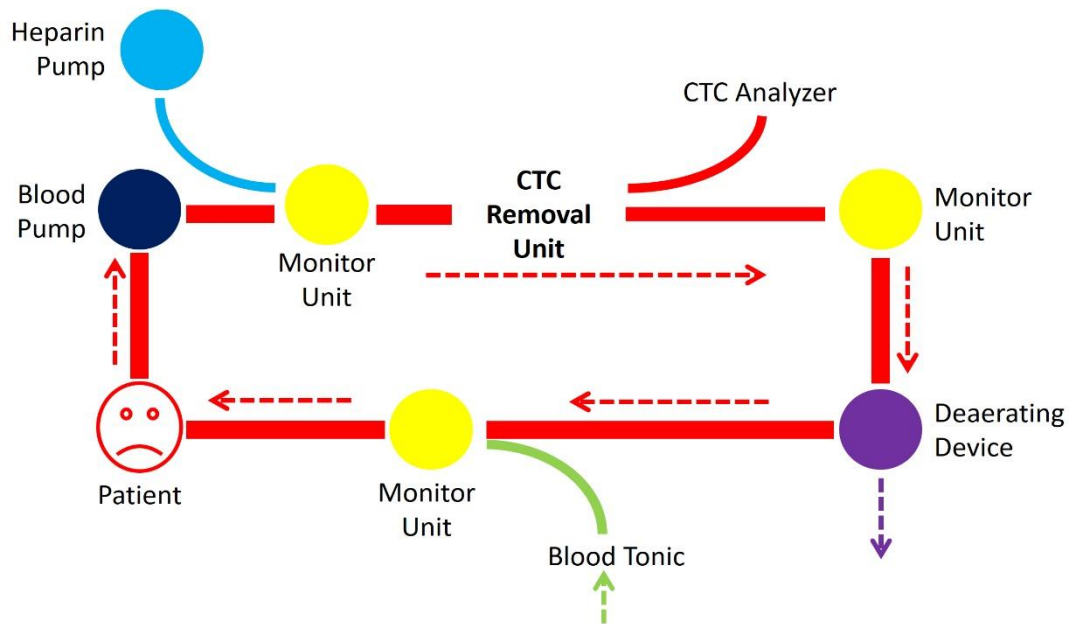 Heparin
Pump
CTC Analyzer
Blood
Pump
Monitor
Unit
CTC
Removal
Unit
Monitor
Unit
Patient
Monitor
Unit
Blood Tonic
Deaerating
Device